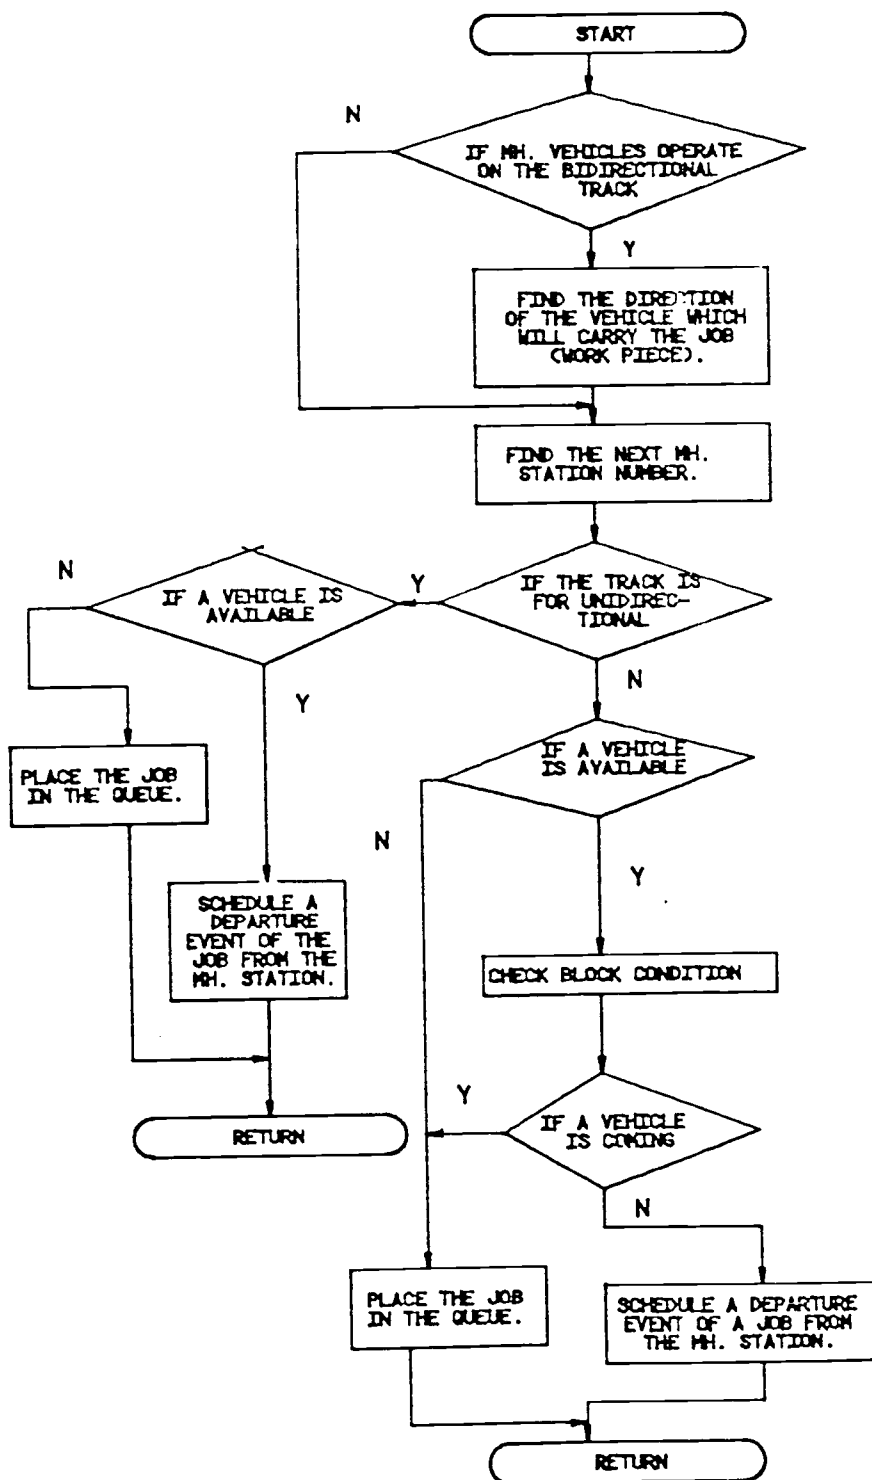 START
N
IF MH. VEHICLES OPERATE
ON THE BIDIRECTIONAL
TRACK
Y
FIND THE DIRECTION
OF THE VEHICLE WHICH
WILL CARRY THE JOB
(WORK PIECE).
FIND THE NEXT MH.
STATION NUMBER.
N
IF A VEHICLE IS
AVAILABLE
Y
IF THE TRACK IS
FOR UNIDIREC-
TIONAL
Y
N
PLACE THE JOB
IN THE QUEUE.
IF A VEHICLE
IS AVAILABLE
N
Y
SCHEDULE A
DEPARTURE
EVENT OF THE
JOB FROM THE
MH. STATION.
CHECK BLOCK CONDITION
RETURN
Y
IF A VEHICLE
IS COMING
N
PLACE THE JOB
IN THE QUEUE.
SCHEDULE A DEPARTURE
EVENT OF A JOB FROM
THE MH. STATION.
RETURN